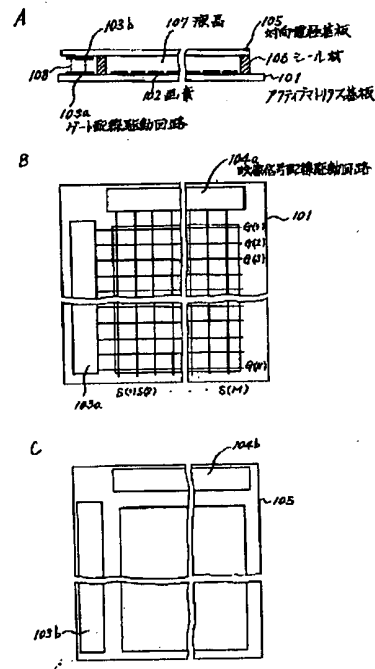 A
103b
107 液晶
105
対向電極基板
108
106 シール材
101
103a
102 画素
アクティブマトリクス基板
ゲート配線駆動回路
B
104a
映像信号配線駆動回路
101
G(1)
G(2)
G(3)
G(N)
103a
S(M)
C
104b
105
103b